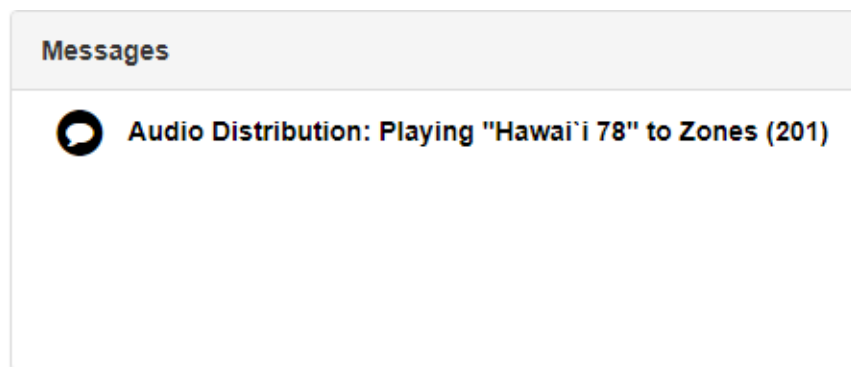 Messages
Audio Distribution: Playing "Hawai`i 78" to Zones (201)